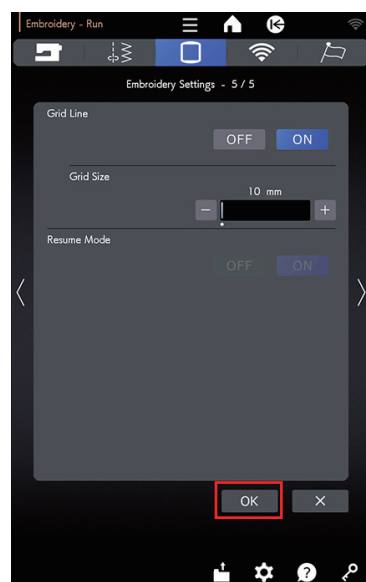 Embroidery - Run
Embroidery Settings - 5 / 5
Grid Line
OFF ON
Grid Size
10 mm
- +
Resume Mode
OFF ON
OK ×
?